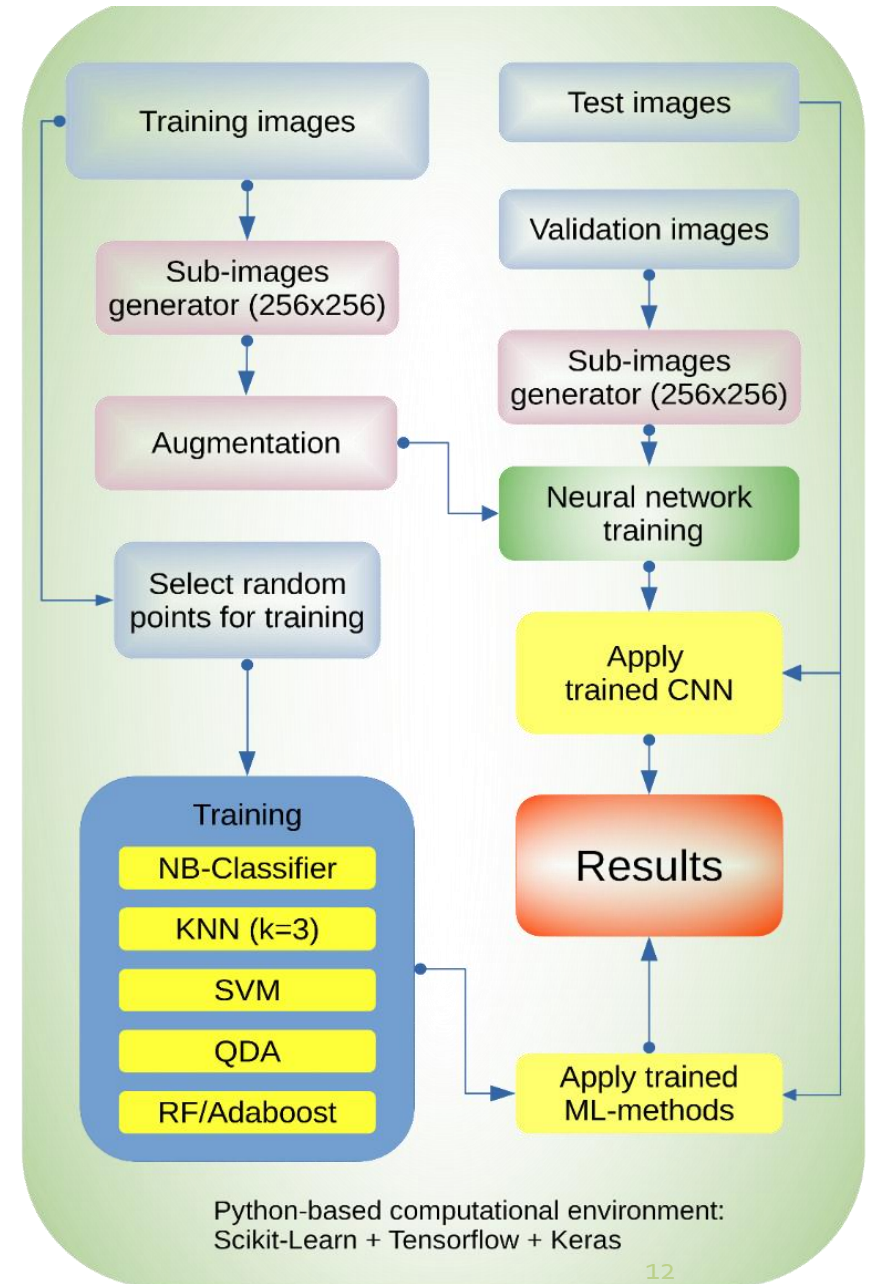 Training images
Sub-images
generator (256x256)
Augmentation
Select random
points for training
Training
NB-Classifier
KNN (k=3)
SVM
QDA
RF/Adaboost
Test images
Validation images
Sub-images
generator (256x256)
Neural network
training
Apply
trained CNN
Results
Apply trained
ML-methods
Python-based computational environment:
Scikit-Learn + Tensorflow + Keras
12